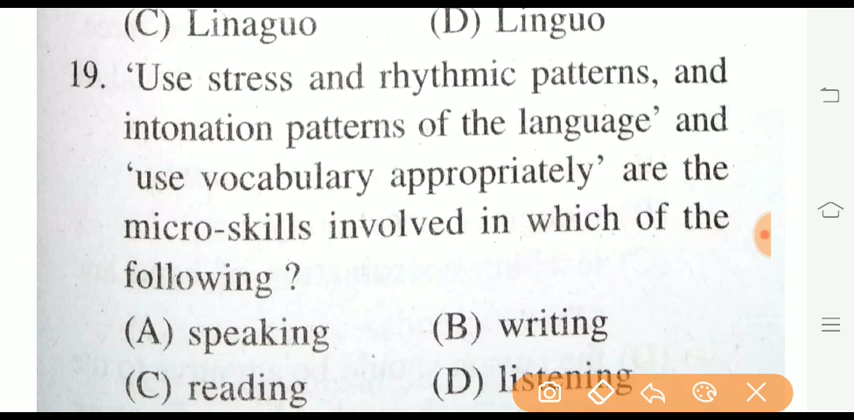 (C) Linaguo (D) Linguo
19. ‘Use stress and rhythmic patterns, and
intonation patterns of the language’ and
‘use vocabulary appropriately’ are the
micro-skills involved in which of the
following ?
(A) speaking (B) writing
(C) reading (D) listening